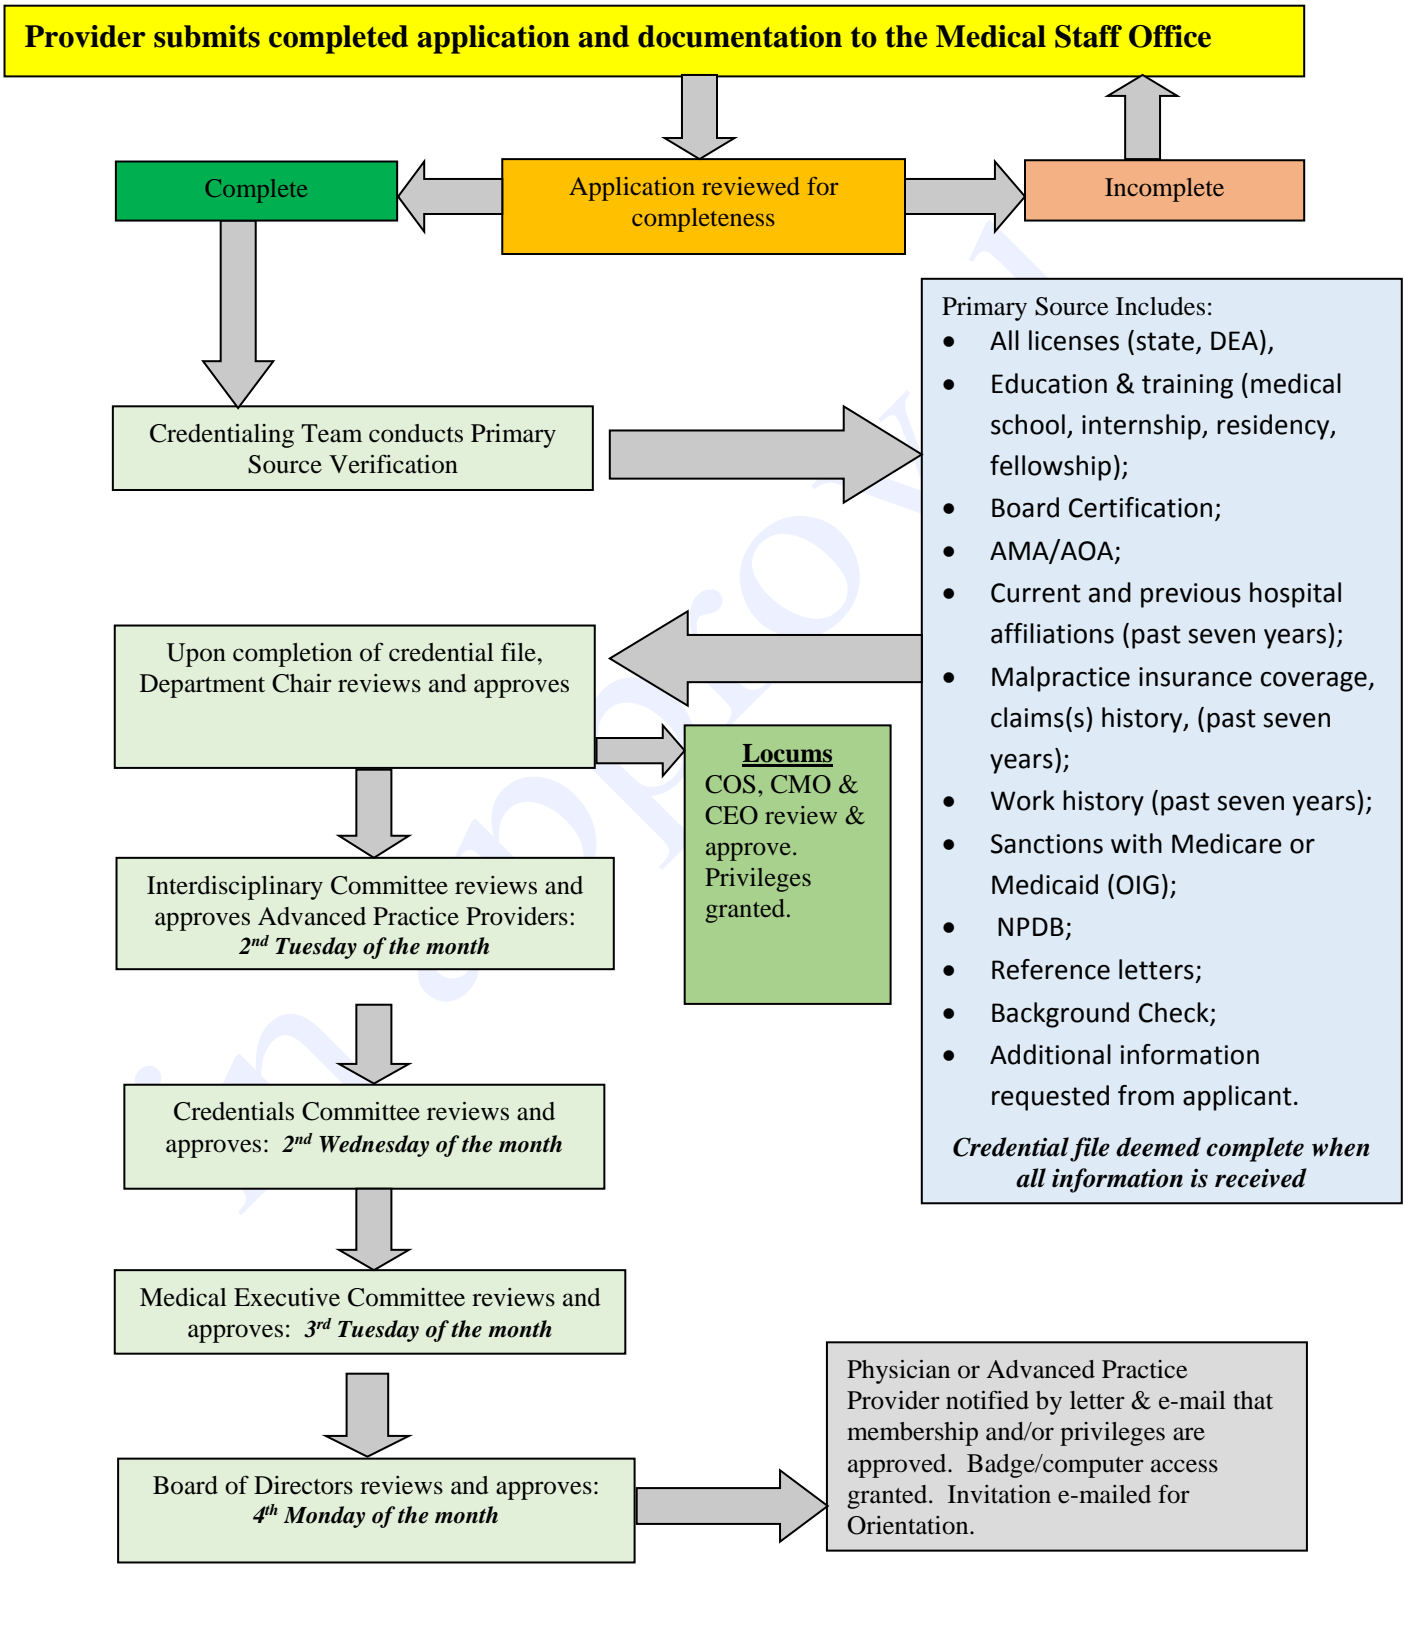 Provider submits completed application and documentation to the Medical Staff Office
Complete
Application reviewed for
completeness
Incomplete
Credentialing Team conducts Primary
Source Verification
Primary Source Includes:
• All licenses (state, DEA),
• Education & training (medical
school, internship, residency,
fellowship);
• Board Certification;
• AMA/AOA;
• Current and previous hospital
affiliations (past seven years);
• Malpractice insurance coverage,
claims(s) history, (past seven
years);
• Work history (past seven years);
• Sanctions with Medicare or
Medicaid (OIG);
• NPDB;
• Reference letters;
• Background Check;
• Additional information
requested from applicant.
Credential file deemed complete when
all information is received
Upon completion of credential file,
Department Chair reviews and approves
Locums
COS, CMO &
CEO review &
approve.
Privileges
granted.
Interdisciplinary Committee reviews and
approves Advanced Practice Providers:
2nd Tuesday of the month
Credentials Committee reviews and
approves: 2nd Wednesday of the month
Medical Executive Committee reviews and
approves: 3rd Tuesday of the month
Board of Directors reviews and approves:
4th Monday of the month
Physician or Advanced Practice
Provider notified by letter & e-mail that
membership and/or privileges are
approved. Badge/computer access
granted. Invitation e-mailed for
Orientation.